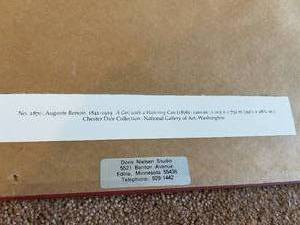 No. 2870: Auguste Renoir, 1841-1919 A Girl with a Watering Can (1876)
Chester Dale Collection. National Gallery of Art, Washington
Doris Nielsen Studio
5521 Benton Avenue
Edina, Minnesota 55436
Telephone: 929 1442